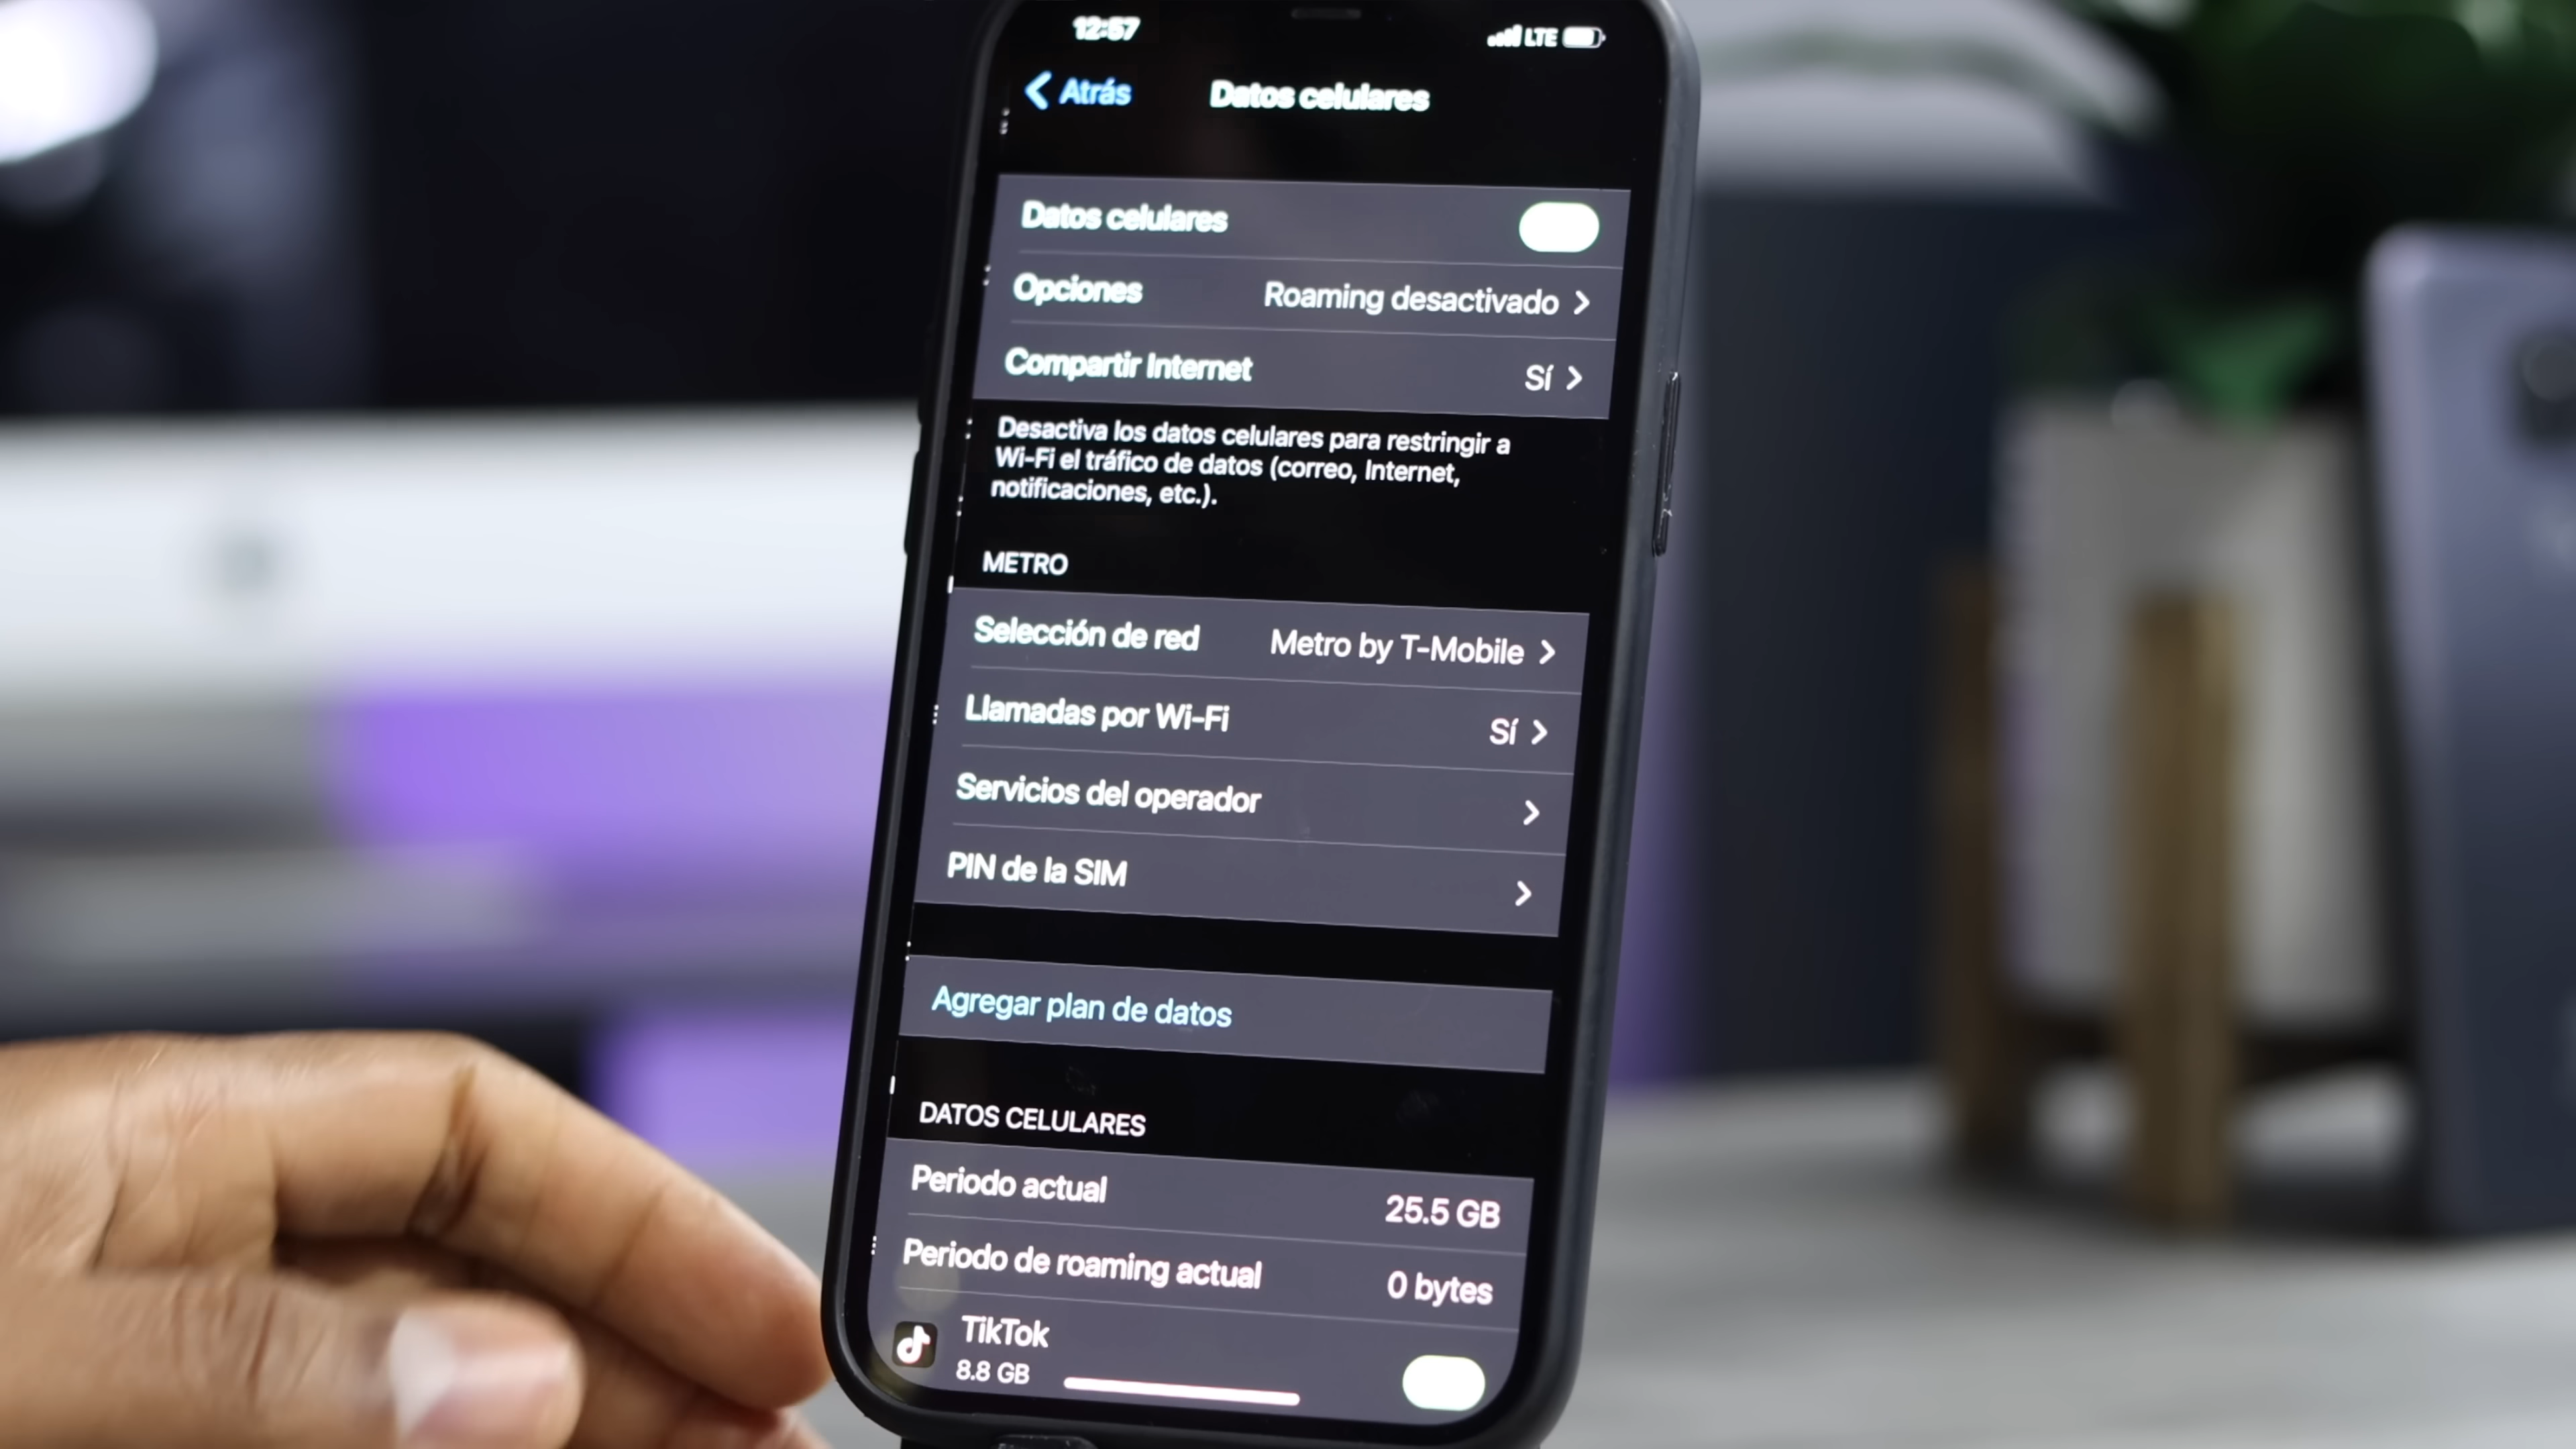 12:57
LTE
Atrás
Datos celulares
Datos celulares
Opciones
Roaming desactivado
Compartir Internet
Sí
Desactiva los datos celulares para restringir a
Wi-Fi el tráfico de datos (correo, Internet,
notificaciones, etc.).
METRO
Selección de red
Metro by T-Mobile
Llamadas por Wi-Fi
Sí
Servicios del operador
PIN de la SIM
Agregar plan de datos
DATOS CELULARES
Periodo actual
25.5 GB
Periodo de roaming actual
0 bytes
TikTok
8.8 GB